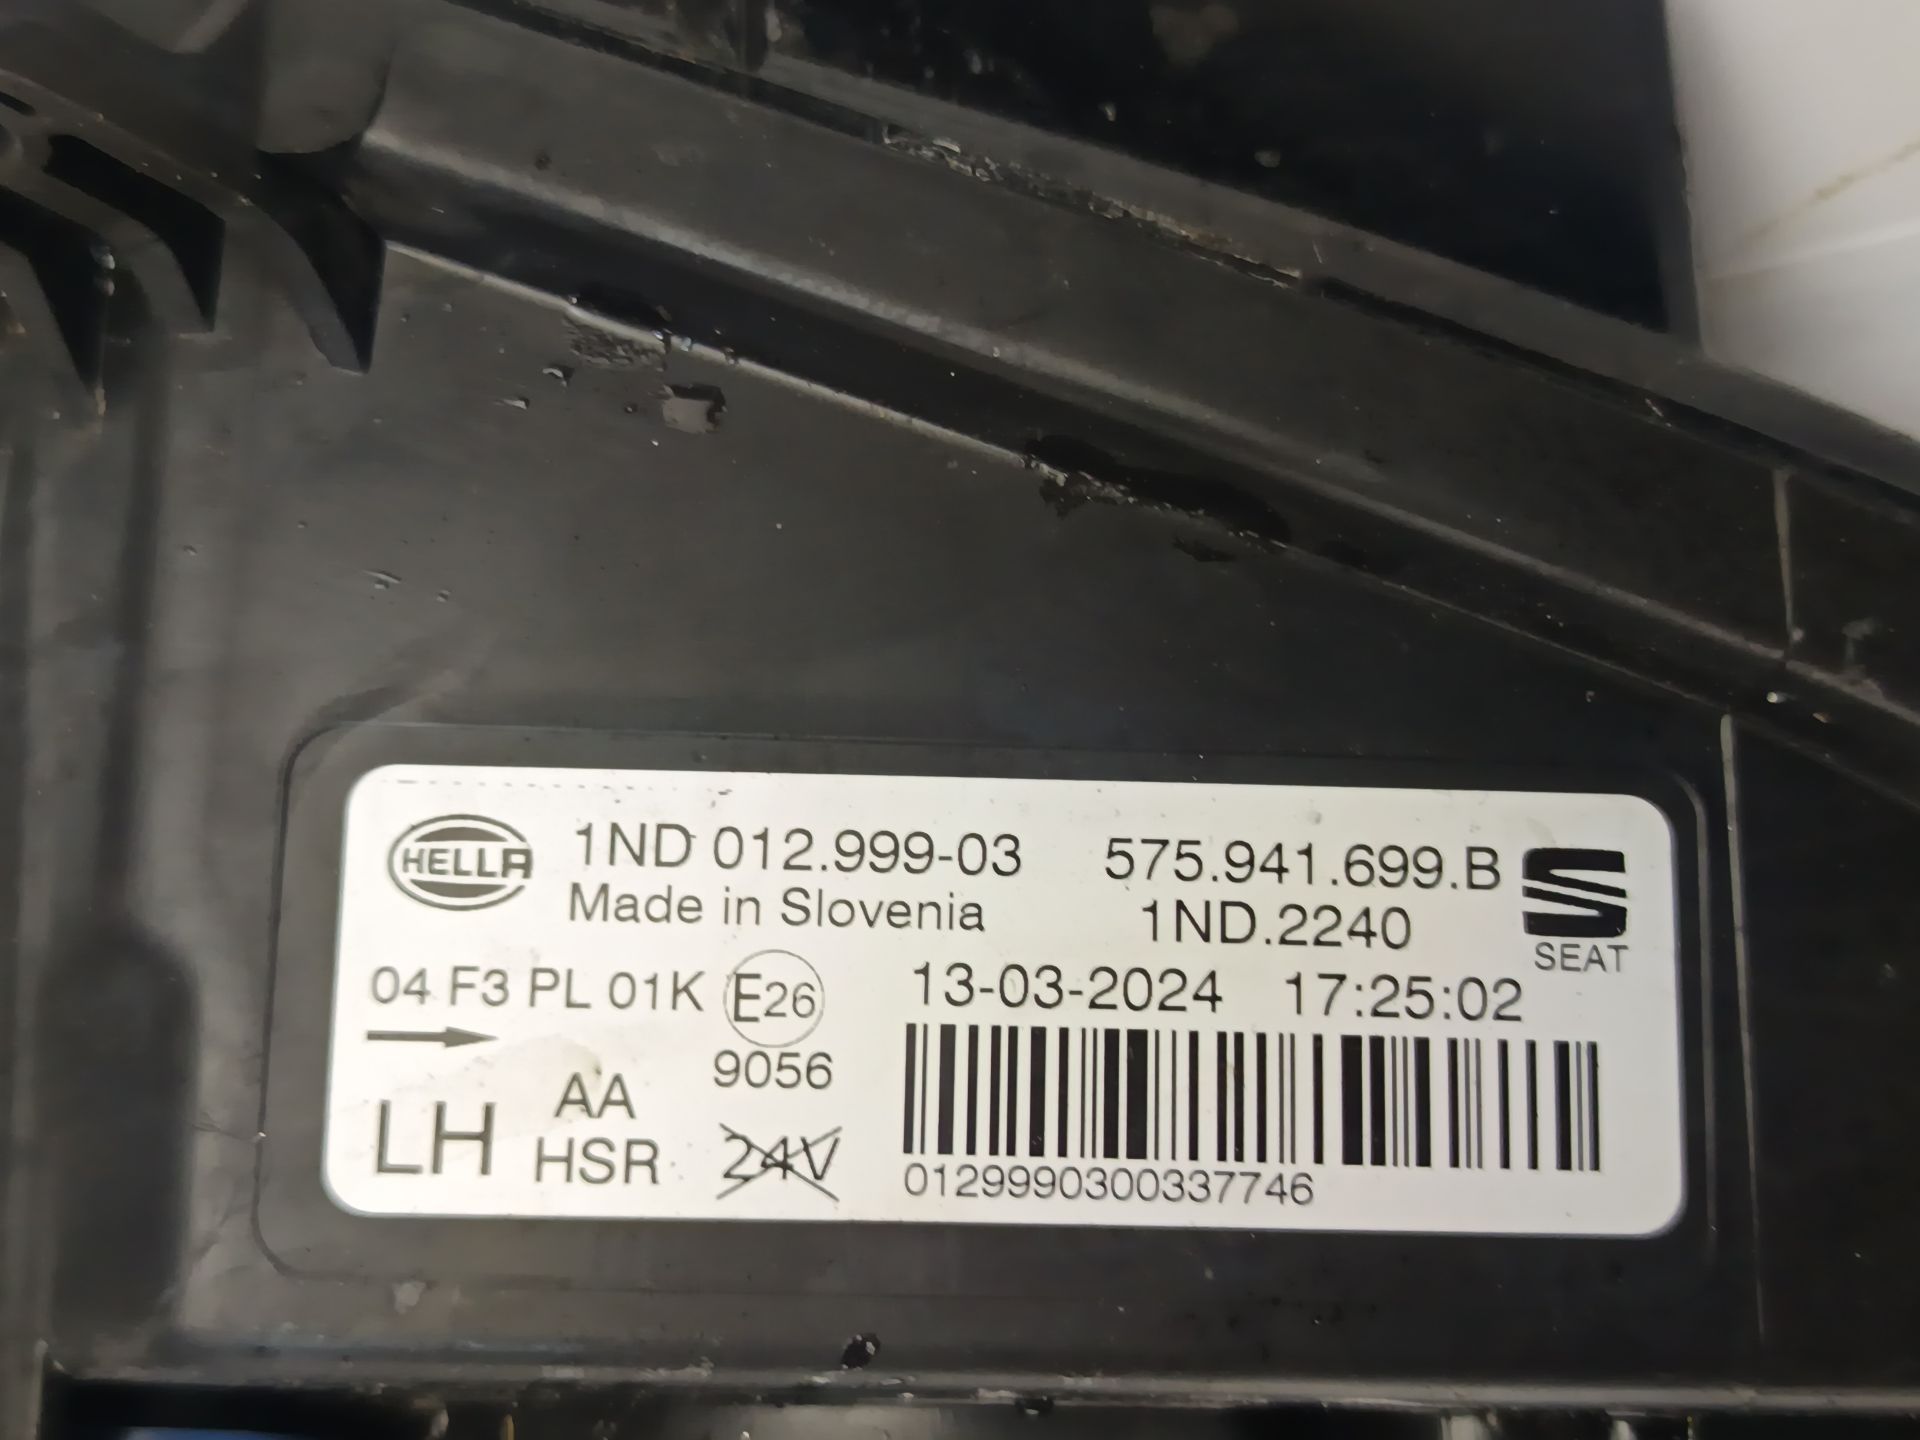 HELLA 1ND 012.999-03 575.941.699.B
Made in Slovenia 1ND.2240
SEAT
04 F3 PL 01K E26 13-03-2024 17:25:02
9056
LH AA
HSR 24V
0129990300337746